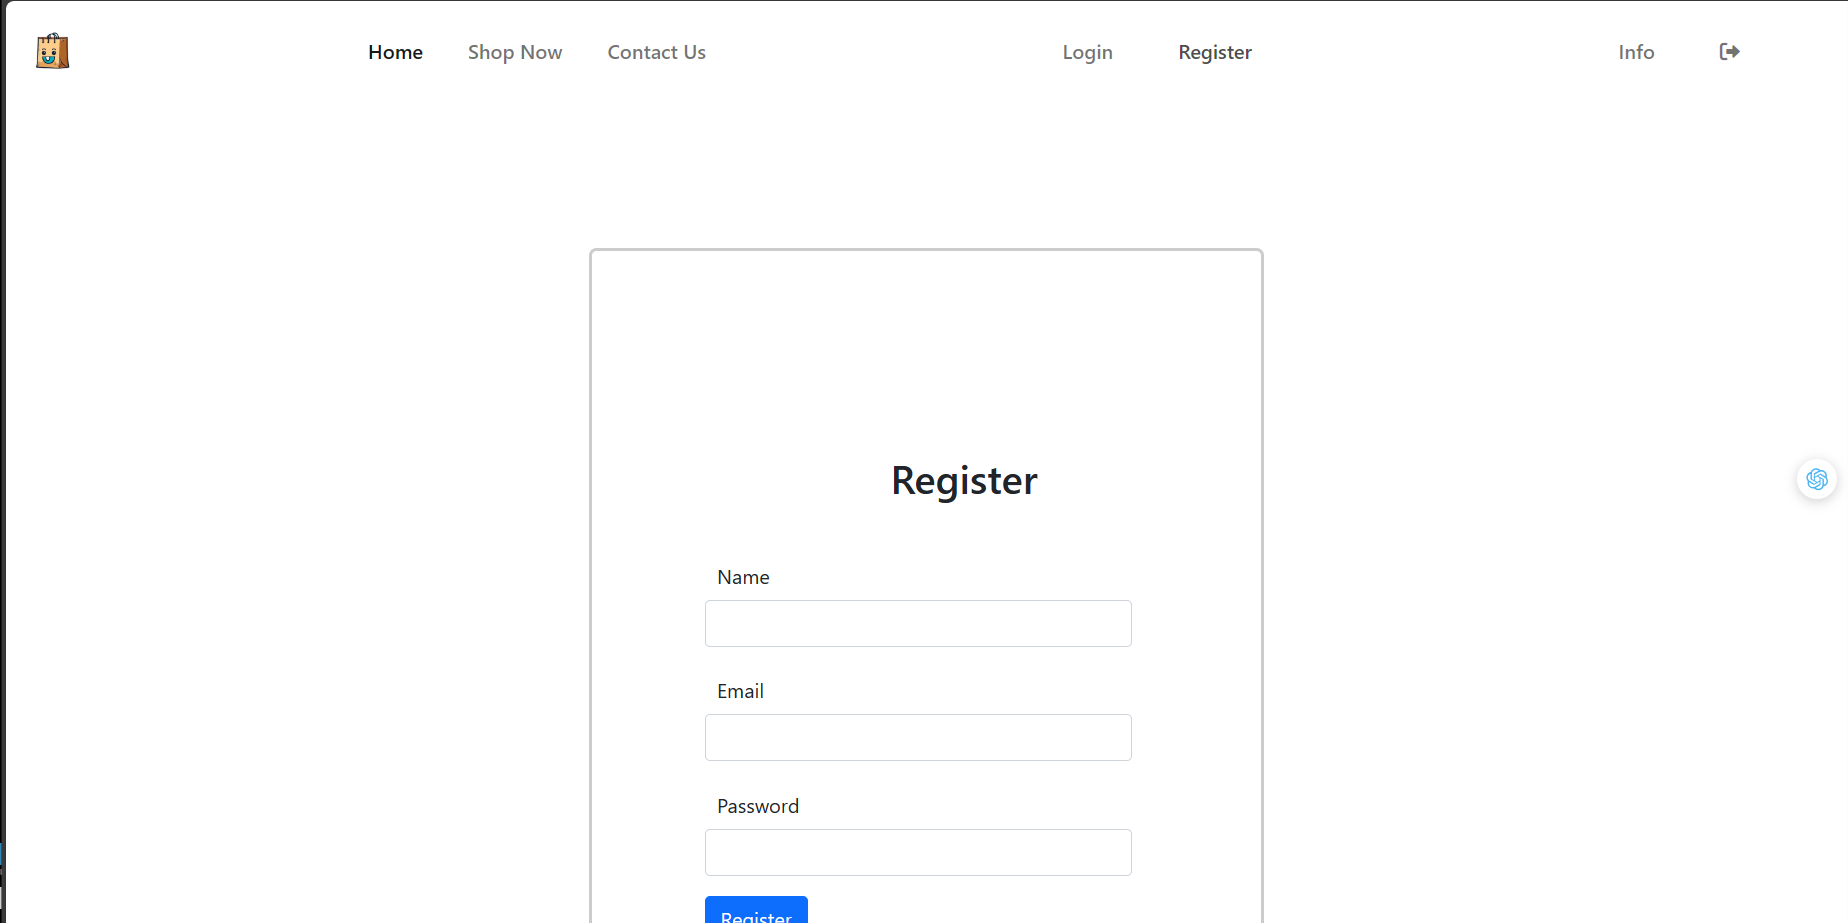 Home Shop Now Contact Us Login Register Info
Register
Name
Email
Password
Register